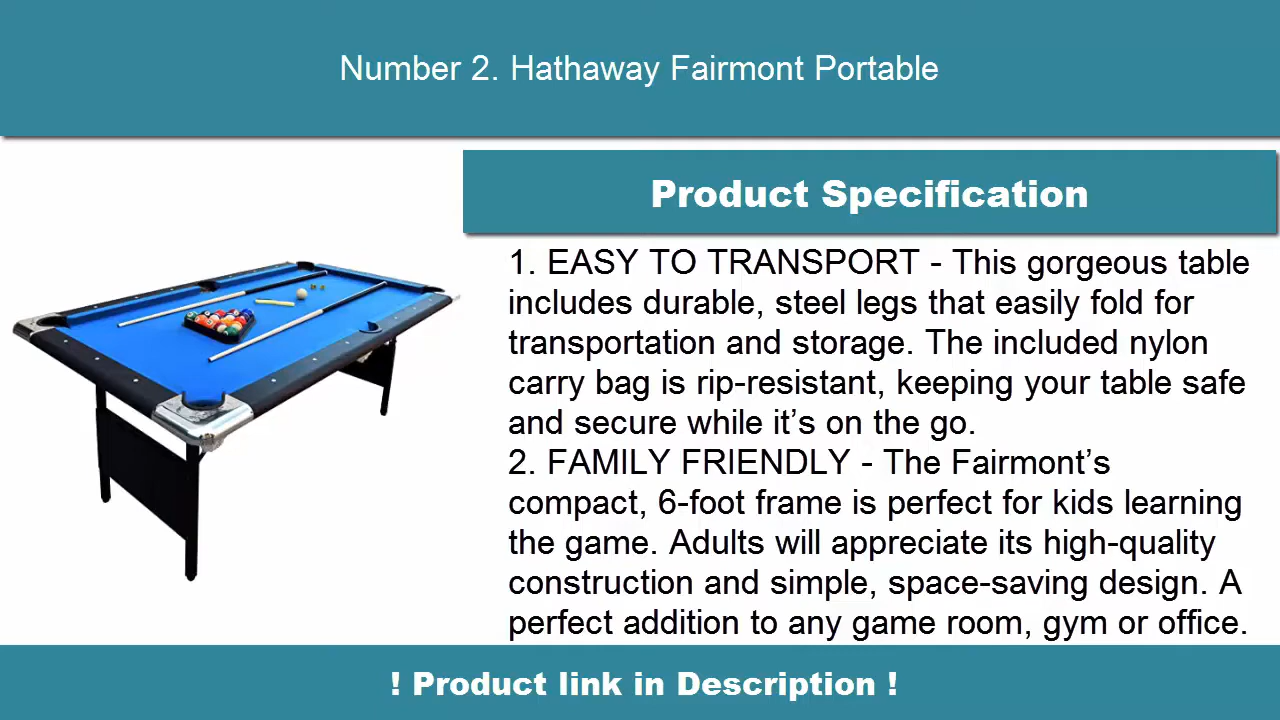 Number 2. Hathaway Fairmont Portable
Product Specification
1. EASY TO TRANSPORT - This gorgeous table
includes durable, steel legs that easily fold for
transportation and storage. The included nylon
carry bag is rip-resistant, keeping your table safe
and secure while it’s on the go.
2. FAMILY FRIENDLY - The Fairmont’s
compact, 6-foot frame is perfect for kids learning
the game. Adults will appreciate its high-quality
construction and simple, space-saving design. A
perfect addition to any game room, gym or office.
! Product link in Description !